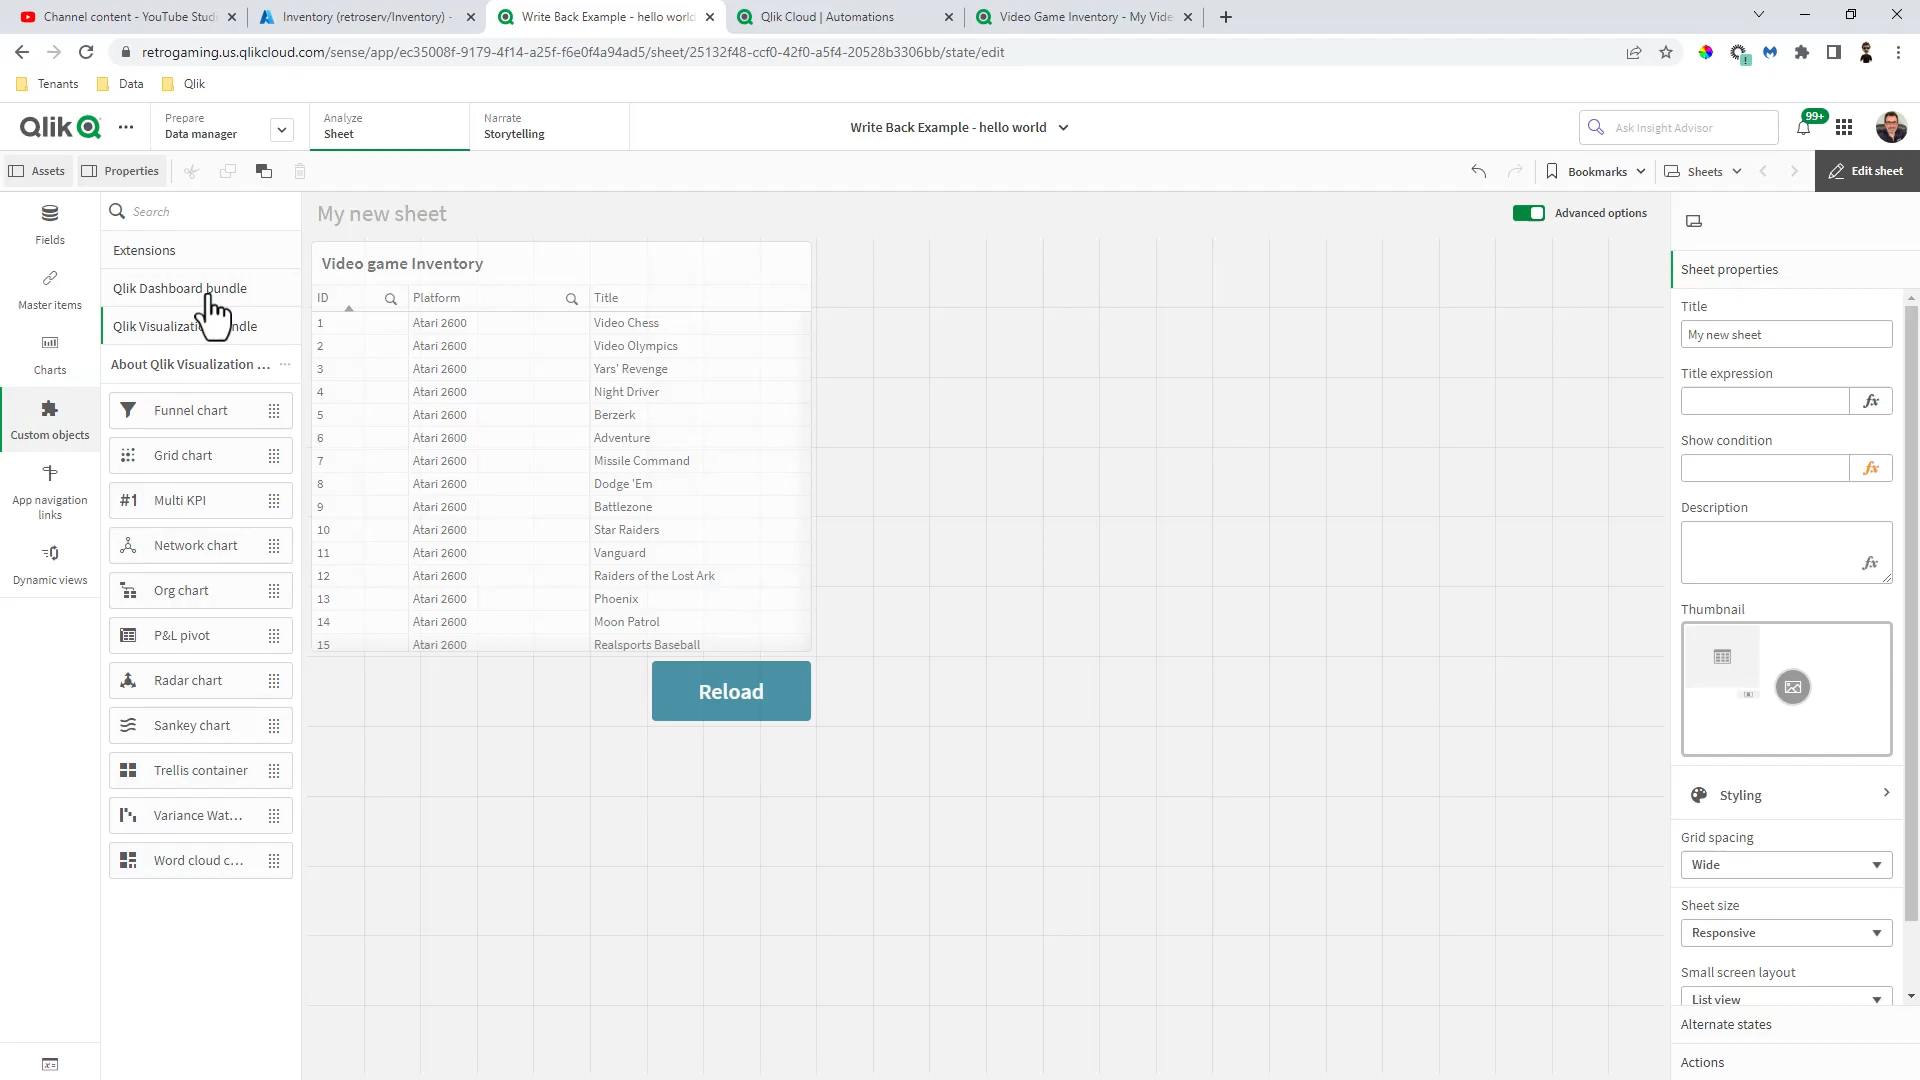 Channel content - YouTube Studi
Inventory (retroserv/Inventory) -
Write Back Example - hello world
Qlik Cloud | Automations
Video Game Inventory - My Vide
retrogaming.us.qlikcloud.com/sense/app/ec35008f-9179-4f14-a25f-f6e0f4a94ad5/sheet/25132f48-ccf0-42f0-a5f4-20528b3306bb/state/edit
Tenants
Data
Qlik
Qlik
Prepare
Data manager
Analyze
Sheet
Narrate
Storytelling
Write Back Example - hello world
Ask Insight Advisor
99+
Assets
Properties
Bookmarks
Sheets
Edit sheet
Fields
Master items
Charts
Custom objects
App navigation
links
Dynamic views
Search
Extensions
Qlik Dashboard bundle
Qlik Visualizati ndle
About Qlik Visualization ...
Funnel chart
Grid chart
#1 Multi KPI
Network chart
Org chart
P&L pivot
Radar chart
Sankey chart
Trellis container
Variance Wat...
Word cloud c...
My new sheet
Advanced options
Video game Inventory
ID Platform Title
1 Atari 2600 Video Chess
2 Atari 2600 Video Olympics
3 Atari 2600 Yars' Revenge
4 Atari 2600 Night Driver
5 Atari 2600 Berzerk
6 Atari 2600 Adventure
7 Atari 2600 Missile Command
8 Atari 2600 Dodge 'Em
9 Atari 2600 Battlezone
10 Atari 2600 Star Raiders
11 Atari 2600 Vanguard
12 Atari 2600 Raiders of the Lost Ark
13 Atari 2600 Phoenix
14 Atari 2600 Moon Patrol
15 Atari 2600 Realsports Baseball
Reload
Sheet properties
Title
My new sheet
Title expression
fx
Show condition
fx
Description
fx
Thumbnail
Styling
Grid spacing
Wide
Sheet size
Responsive
Small screen layout
List view
Alternate states
Actions